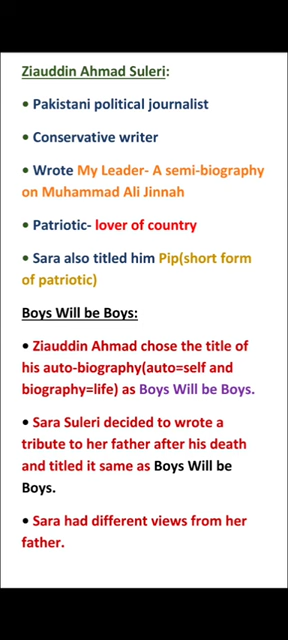 Ziauddin Ahmad Suleri:
• Pakistani political journalist
• Conservative writer
• Wrote My Leader- A semi-biography
on Muhammad Ali Jinnah
• Patriotic- lover of country
• Sara also titled him Pip(short form
of patriotic)
Boys Will be Boys:
• Ziauddin Ahmad chose the title of
his auto-biography(auto=self and
biography=life) as Boys Will be Boys.
• Sara Suleri decided to wrote a
tribute to her father after his death
and titled it same as Boys Will be
Boys.
• Sara had different views from her
father.